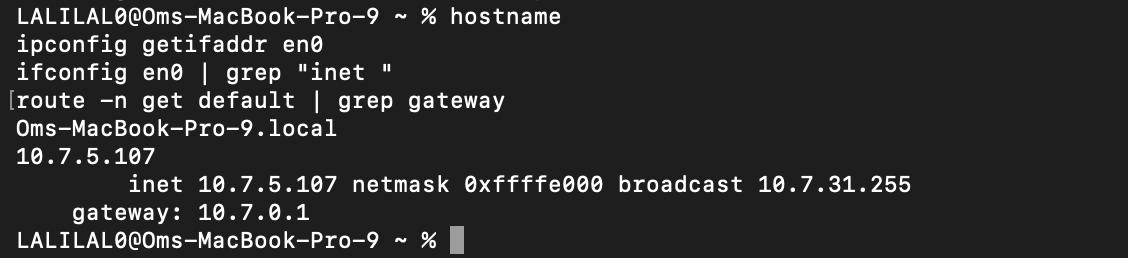 LALILAL0@Oms-MacBook-Pro-9 ~ % hostname
ipconfig getifaddr en0
ifconfig en0 | grep "inet "
[route -n get default | grep gateway
Oms-MacBook-Pro-9.local
10.7.5.107
        inet 10.7.5.107 netmask 0xffffe000 broadcast 10.7.31.255
    gateway: 10.7.0.1
LALILAL0@Oms-MacBook-Pro-9 ~ %